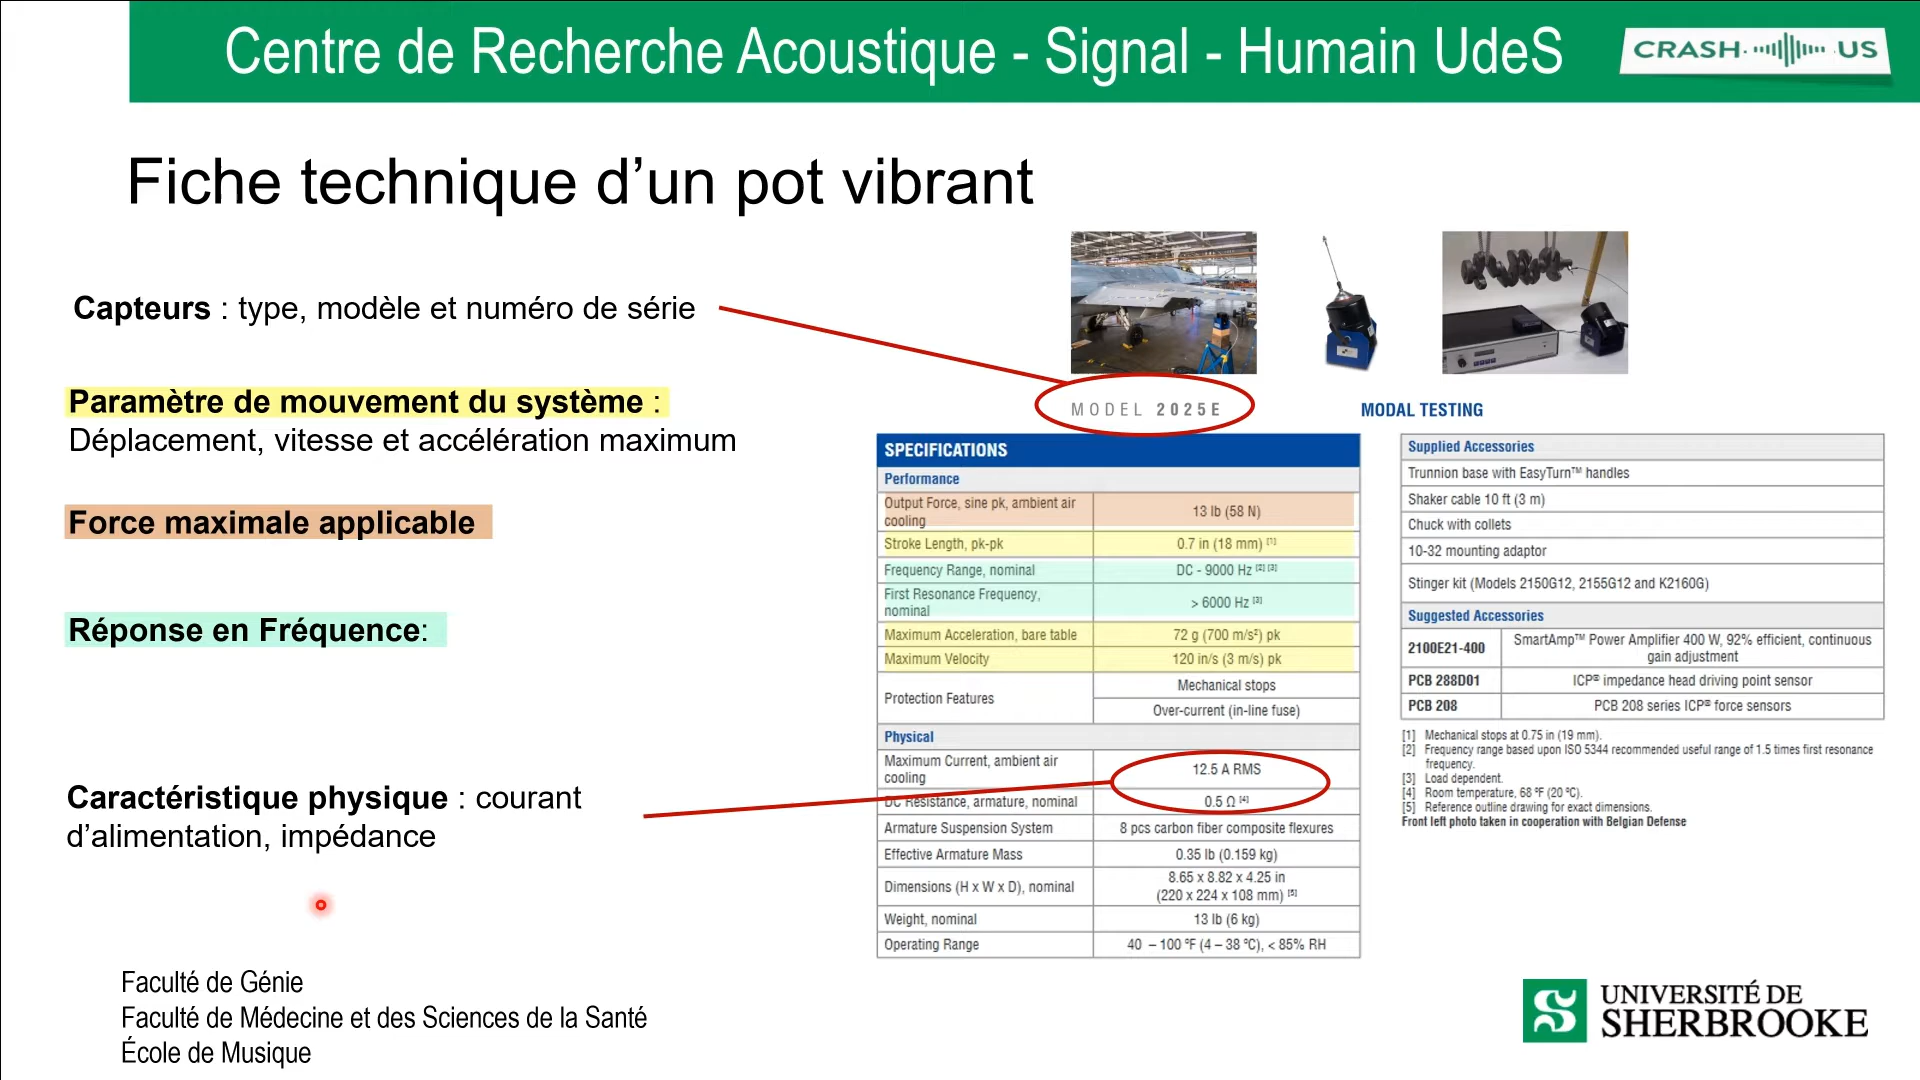 Centre de Recherche Acoustique - Signal - Humain UdeS
CRASH · · US
Fiche technique d’un pot vibrant
Capteurs : type, modèle et numéro de série
Paramètre de mouvement du système :
Déplacement, vitesse et accélération maximum
Force maximale applicable
Réponse en Fréquence:
Caractéristique physique : courant
d’alimentation, impédance
MODEL 2025E
SPECIFICATIONS
Performance
Output Force, sine pk, ambient air
cooling
13 lb (58 N)
Stroke Length, pk-pk
0.7 in (18 mm) [1]
Frequency Range, nominal
DC - 9000 Hz [2] [3]
First Resonance Frequency,
nominal
> 6000 Hz [3]
Maximum Acceleration, bare table
72 g (700 m/s²) pk
Maximum Velocity
120 in/s (3 m/s) pk
Protection Features
Mechanical stops
Over-current (in-line fuse)
Physical
Maximum Current, ambient air
cooling
12.5 A RMS
DC Resistance, armature, nominal
0.5 Ω [4]
Armature Suspension System
8 pcs carbon fiber composite flexures
Effective Armature Mass
0.35 lb (0.159 kg)
Dimensions (H x W x D), nominal
8.65 x 8.82 x 4.25 in
(220 x 224 x 108 mm) [5]
Weight, nominal
13 lb (6 kg)
Operating Range
40 – 100 ºF (4 – 38 ºC), < 85% RH
MODAL TESTING
Supplied Accessories
Trunnion base with EasyTurn™ handles
Shaker cable 10 ft (3 m)
Chuck with collets
10-32 mounting adaptor
Stinger kit (Models 2150G12, 2155G12 and K2160G)
Suggested Accessories
2100E21-400
SmartAmp™ Power Amplifier 400 W, 92% efficient, continuous
gain adjustment
PCB 288D01
ICP® impedance head driving point sensor
PCB 208
PCB 208 series ICP® force sensors
[1] Mechanical stops at 0.75 in (19 mm).
[2] Frequency range based upon ISO 5344 recommended useful range of 1.5 times first resonance
frequency.
[3] Load dependent.
[4] Room temperature, 68 ºF (20 ºC).
[5] Reference outline drawing for exact dimensions.
Front left photo taken in cooperation with Belgian Defense
Faculté de Génie
Faculté de Médecine et des Sciences de la Santé
École de Musique
UNIVERSITÉ DE
SHERBROOKE